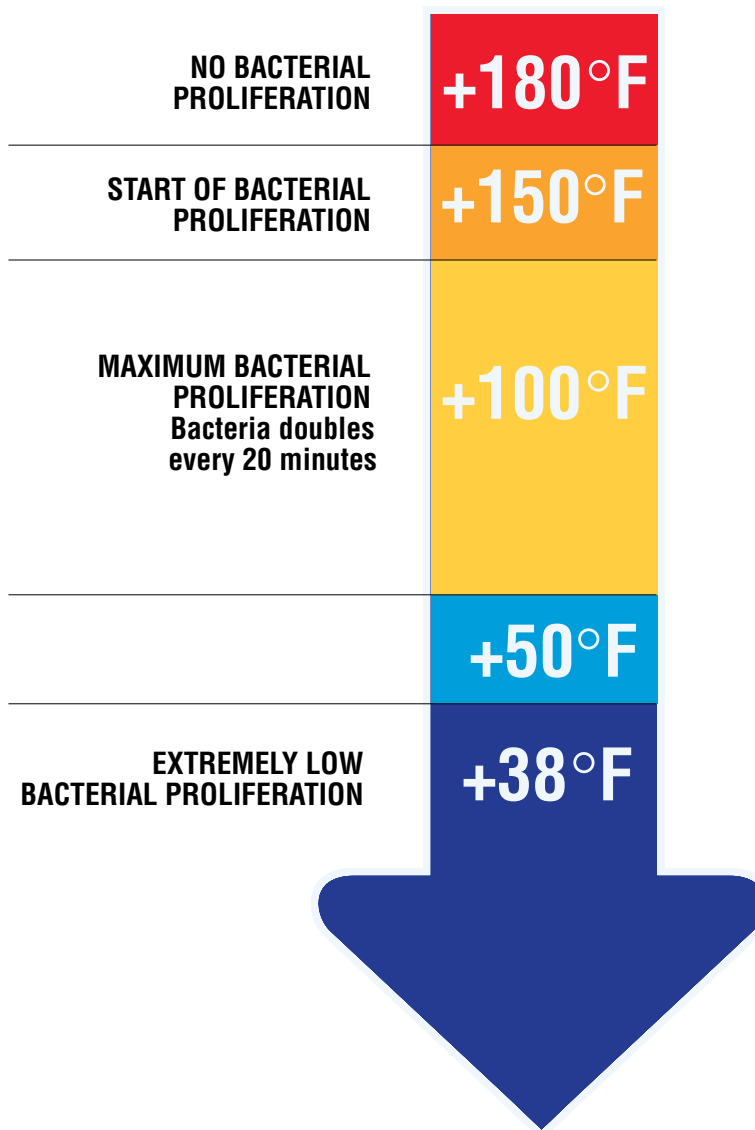 NO BACTERIAL
PROLIFERATION
+180°F
START OF BACTERIAL
PROLIFERATION
+150°F
MAXIMUM BACTERIAL
PROLIFERATION
Bacteria doubles
every 20 minutes
+100°F
+50°F
EXTREMELY LOW
BACTERIAL PROLIFERATION
+38°F